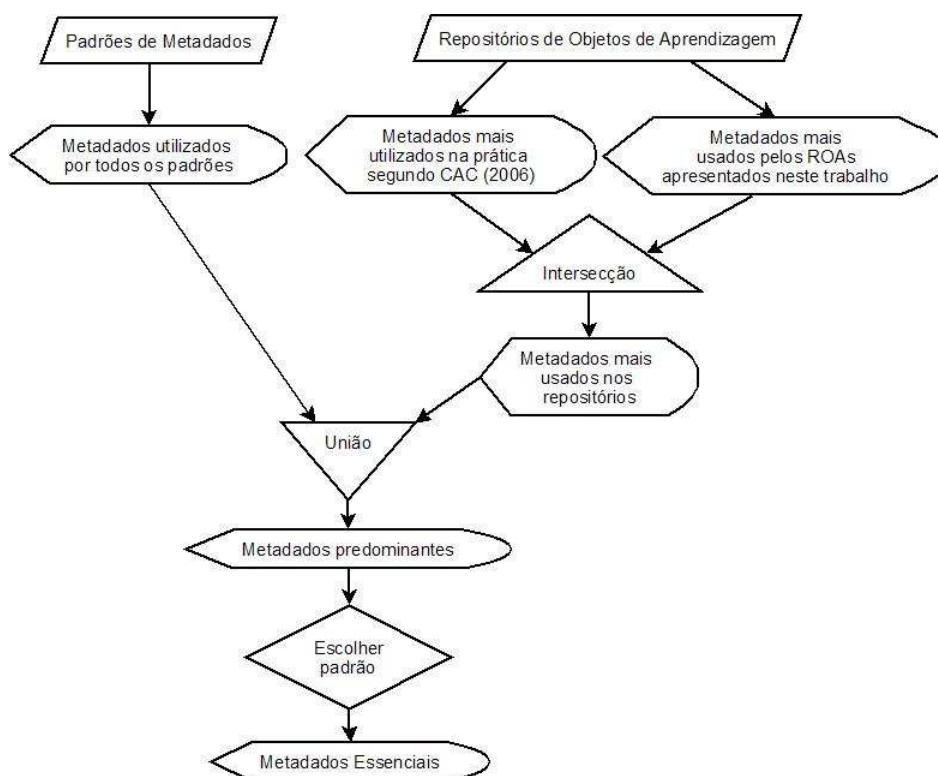 Padrões de Metadados
Repositórios de Objetos de Aprendizagem
Metadados utilizados
por todos os padrões
Metadados mais
utilizados na prática
segundo CAC (2006)
Metadados mais
usados pelos ROAs
apresentados neste trabalho
Intersecção
Metadados mais
usados nos
repositórios
União
Metadados predominantes
Escolher
padrão
Metadados Essenciais